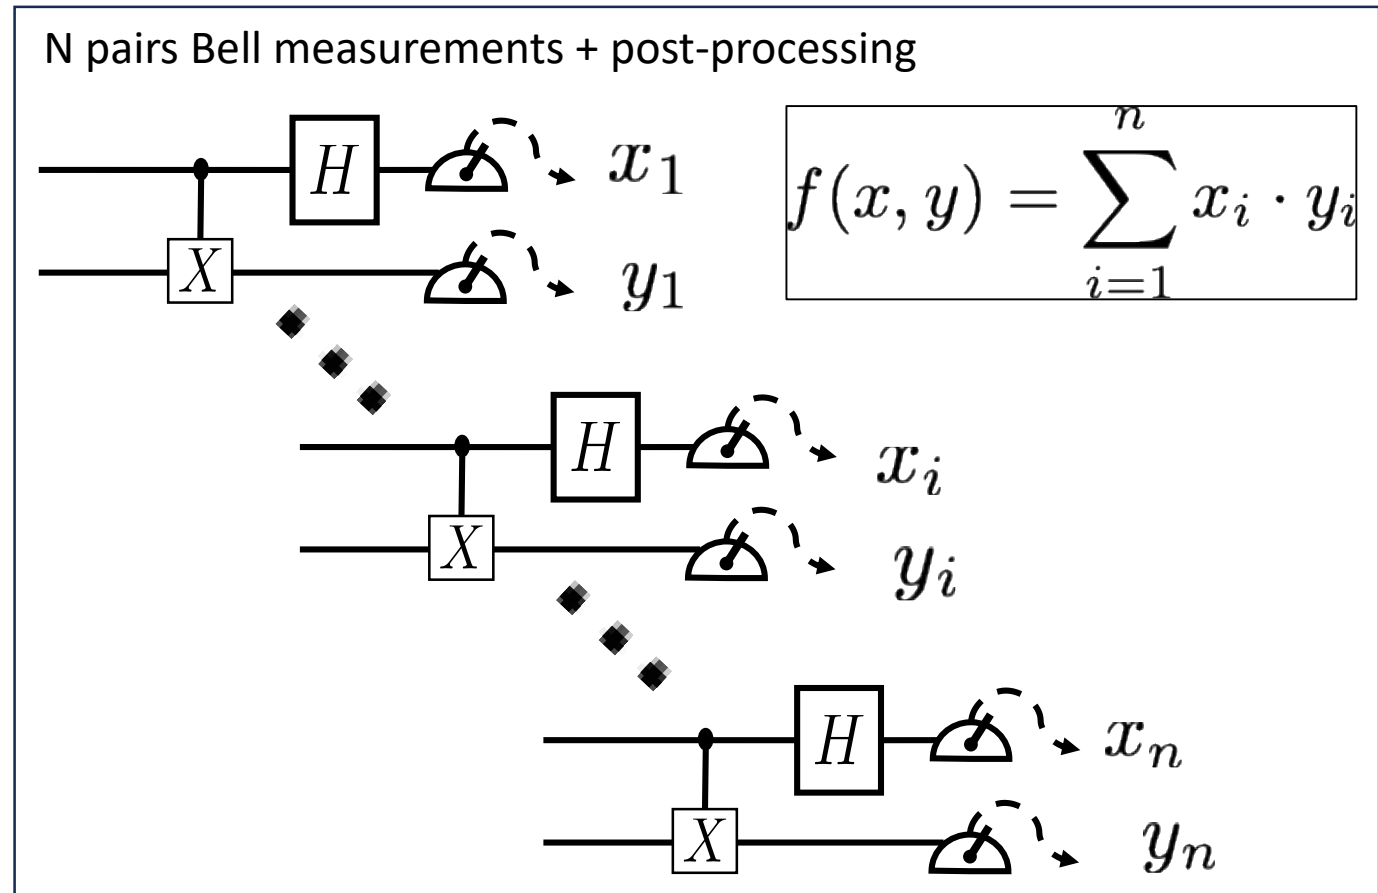 N pairs Bell measurements + post-processing
H
x_1
f(x, y) = \sum_{i=1}^{n} x_i \cdot y_i
X
y_1
H
x_i
X
y_i
H
x_n
X
y_n